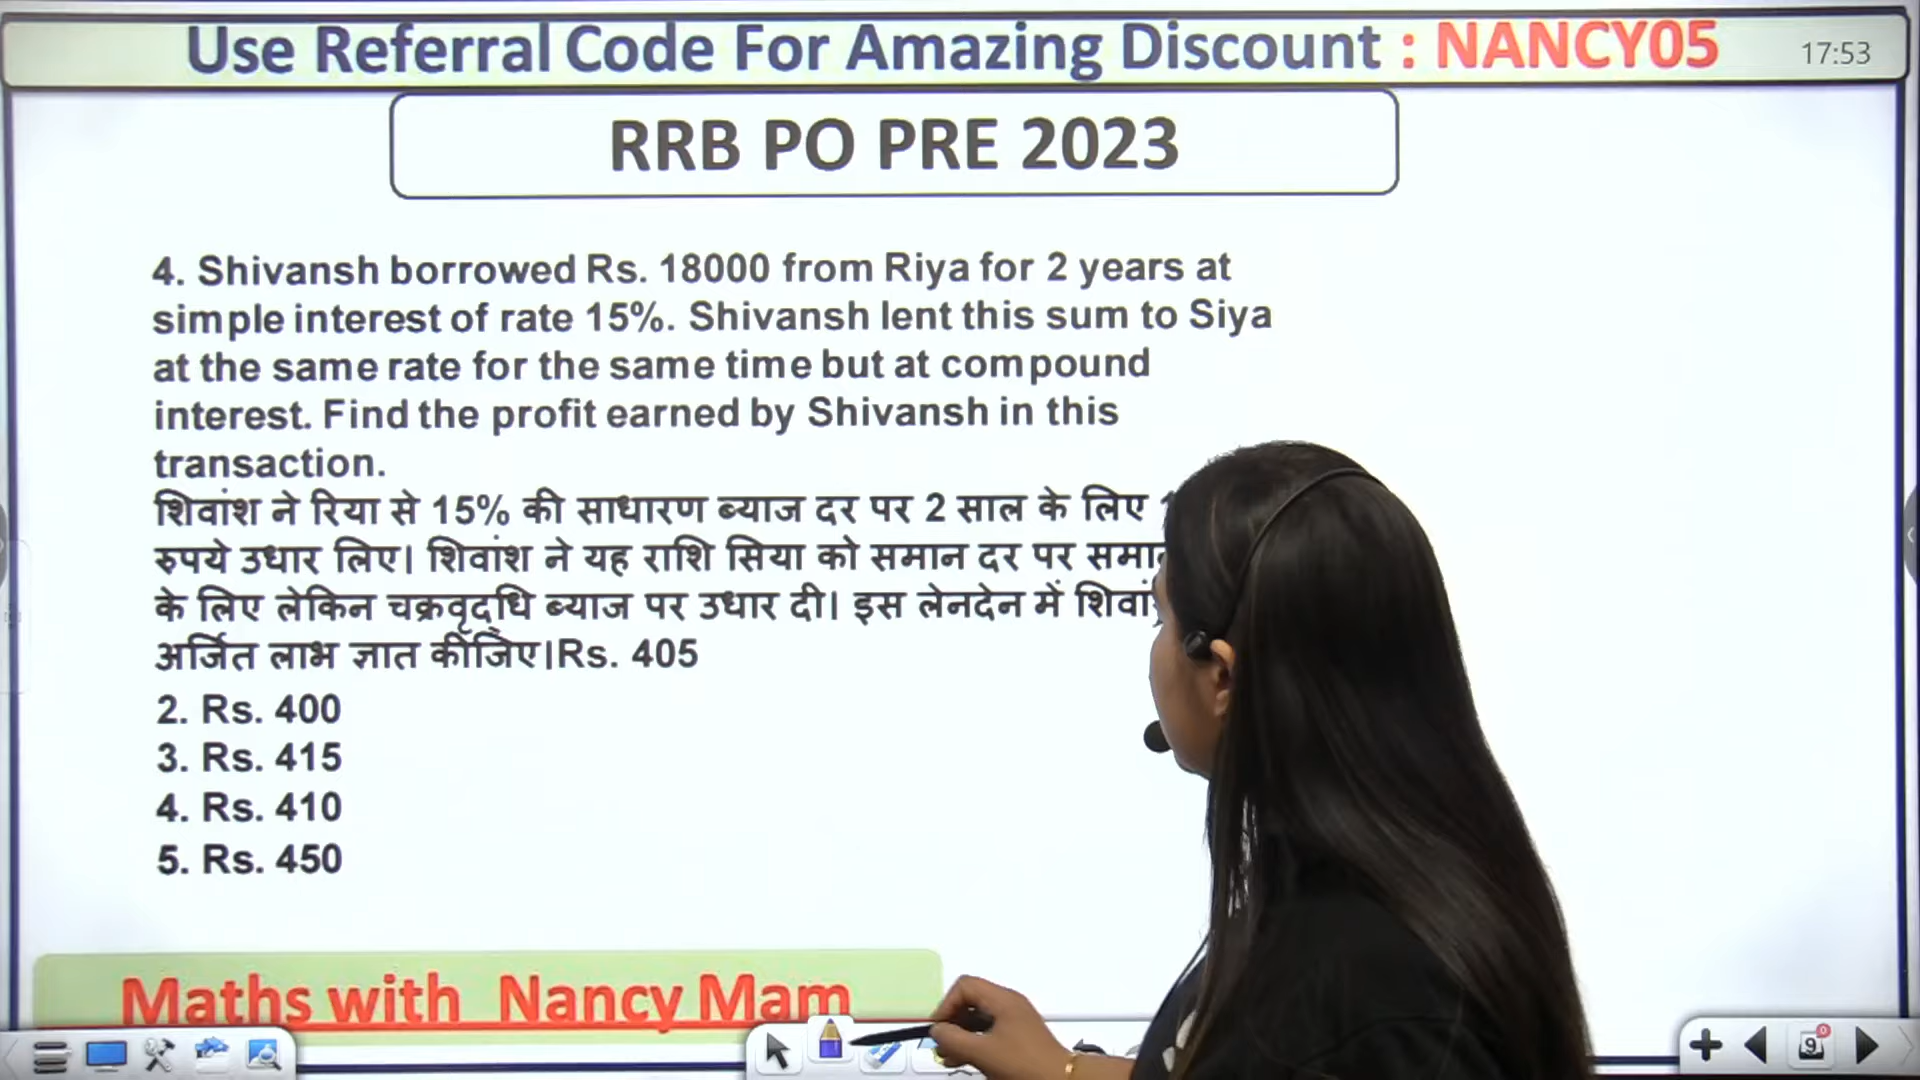 Use Referral Code For Amazing Discount : NANCY05
17:53
RRB PO PRE 2023
4. Shivansh borrowed Rs. 18000 from Riya for 2 years at
simple interest of rate 15%. Shivansh lent this sum to Siya
at the same rate for the same time but at compound
interest. Find the profit earned by Shivansh in this
transaction.
शिवांश ने रिया से 15% की साधारण ब्याज दर पर 2 साल के लिए
रुपये उधार लिए। शिवांश ने यह राशि सिया को समान दर पर
के लिए लेकिन चक्रवृद्धि ब्याज पर उधार दी। इस लेनदेन में
अर्जित लाभ ज्ञात कीजिए।Rs. 405
2. Rs. 400
3. Rs. 415
4. Rs. 410
5. Rs. 450
Maths with Nancy Mam
9
0